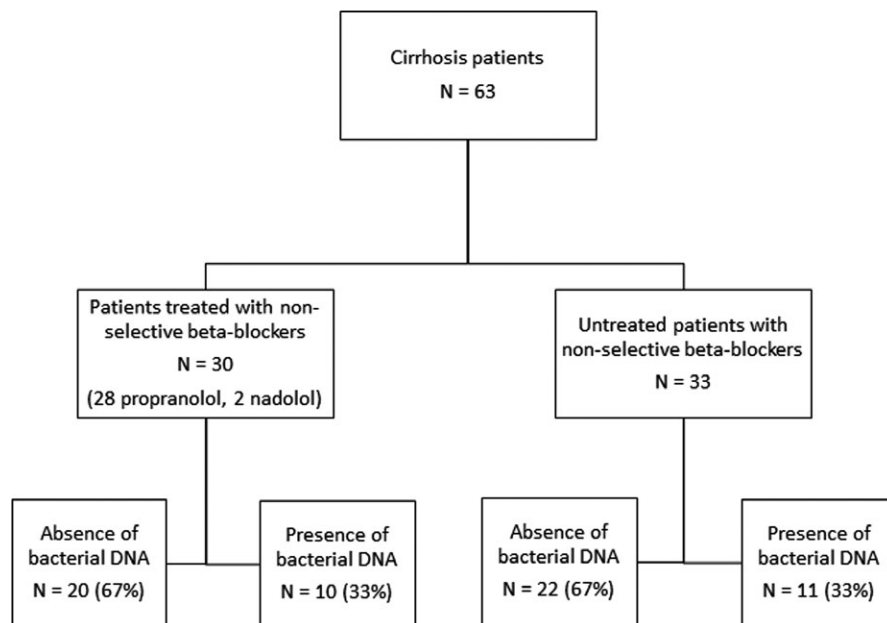 Cirrhosis patients
N = 63
Patients treated with non-
selective beta-blockers
N = 30
(28 propranolol, 2 nadolol)
Untreated patients with
non-selective beta-blockers
N = 33
Absence of
bacterial DNA
N = 20 (67%)
Presence of
bacterial DNA
N = 10 (33%)
Absence of
bacterial DNA
N = 22 (67%)
Presence of
bacterial DNA
N = 11 (33%)